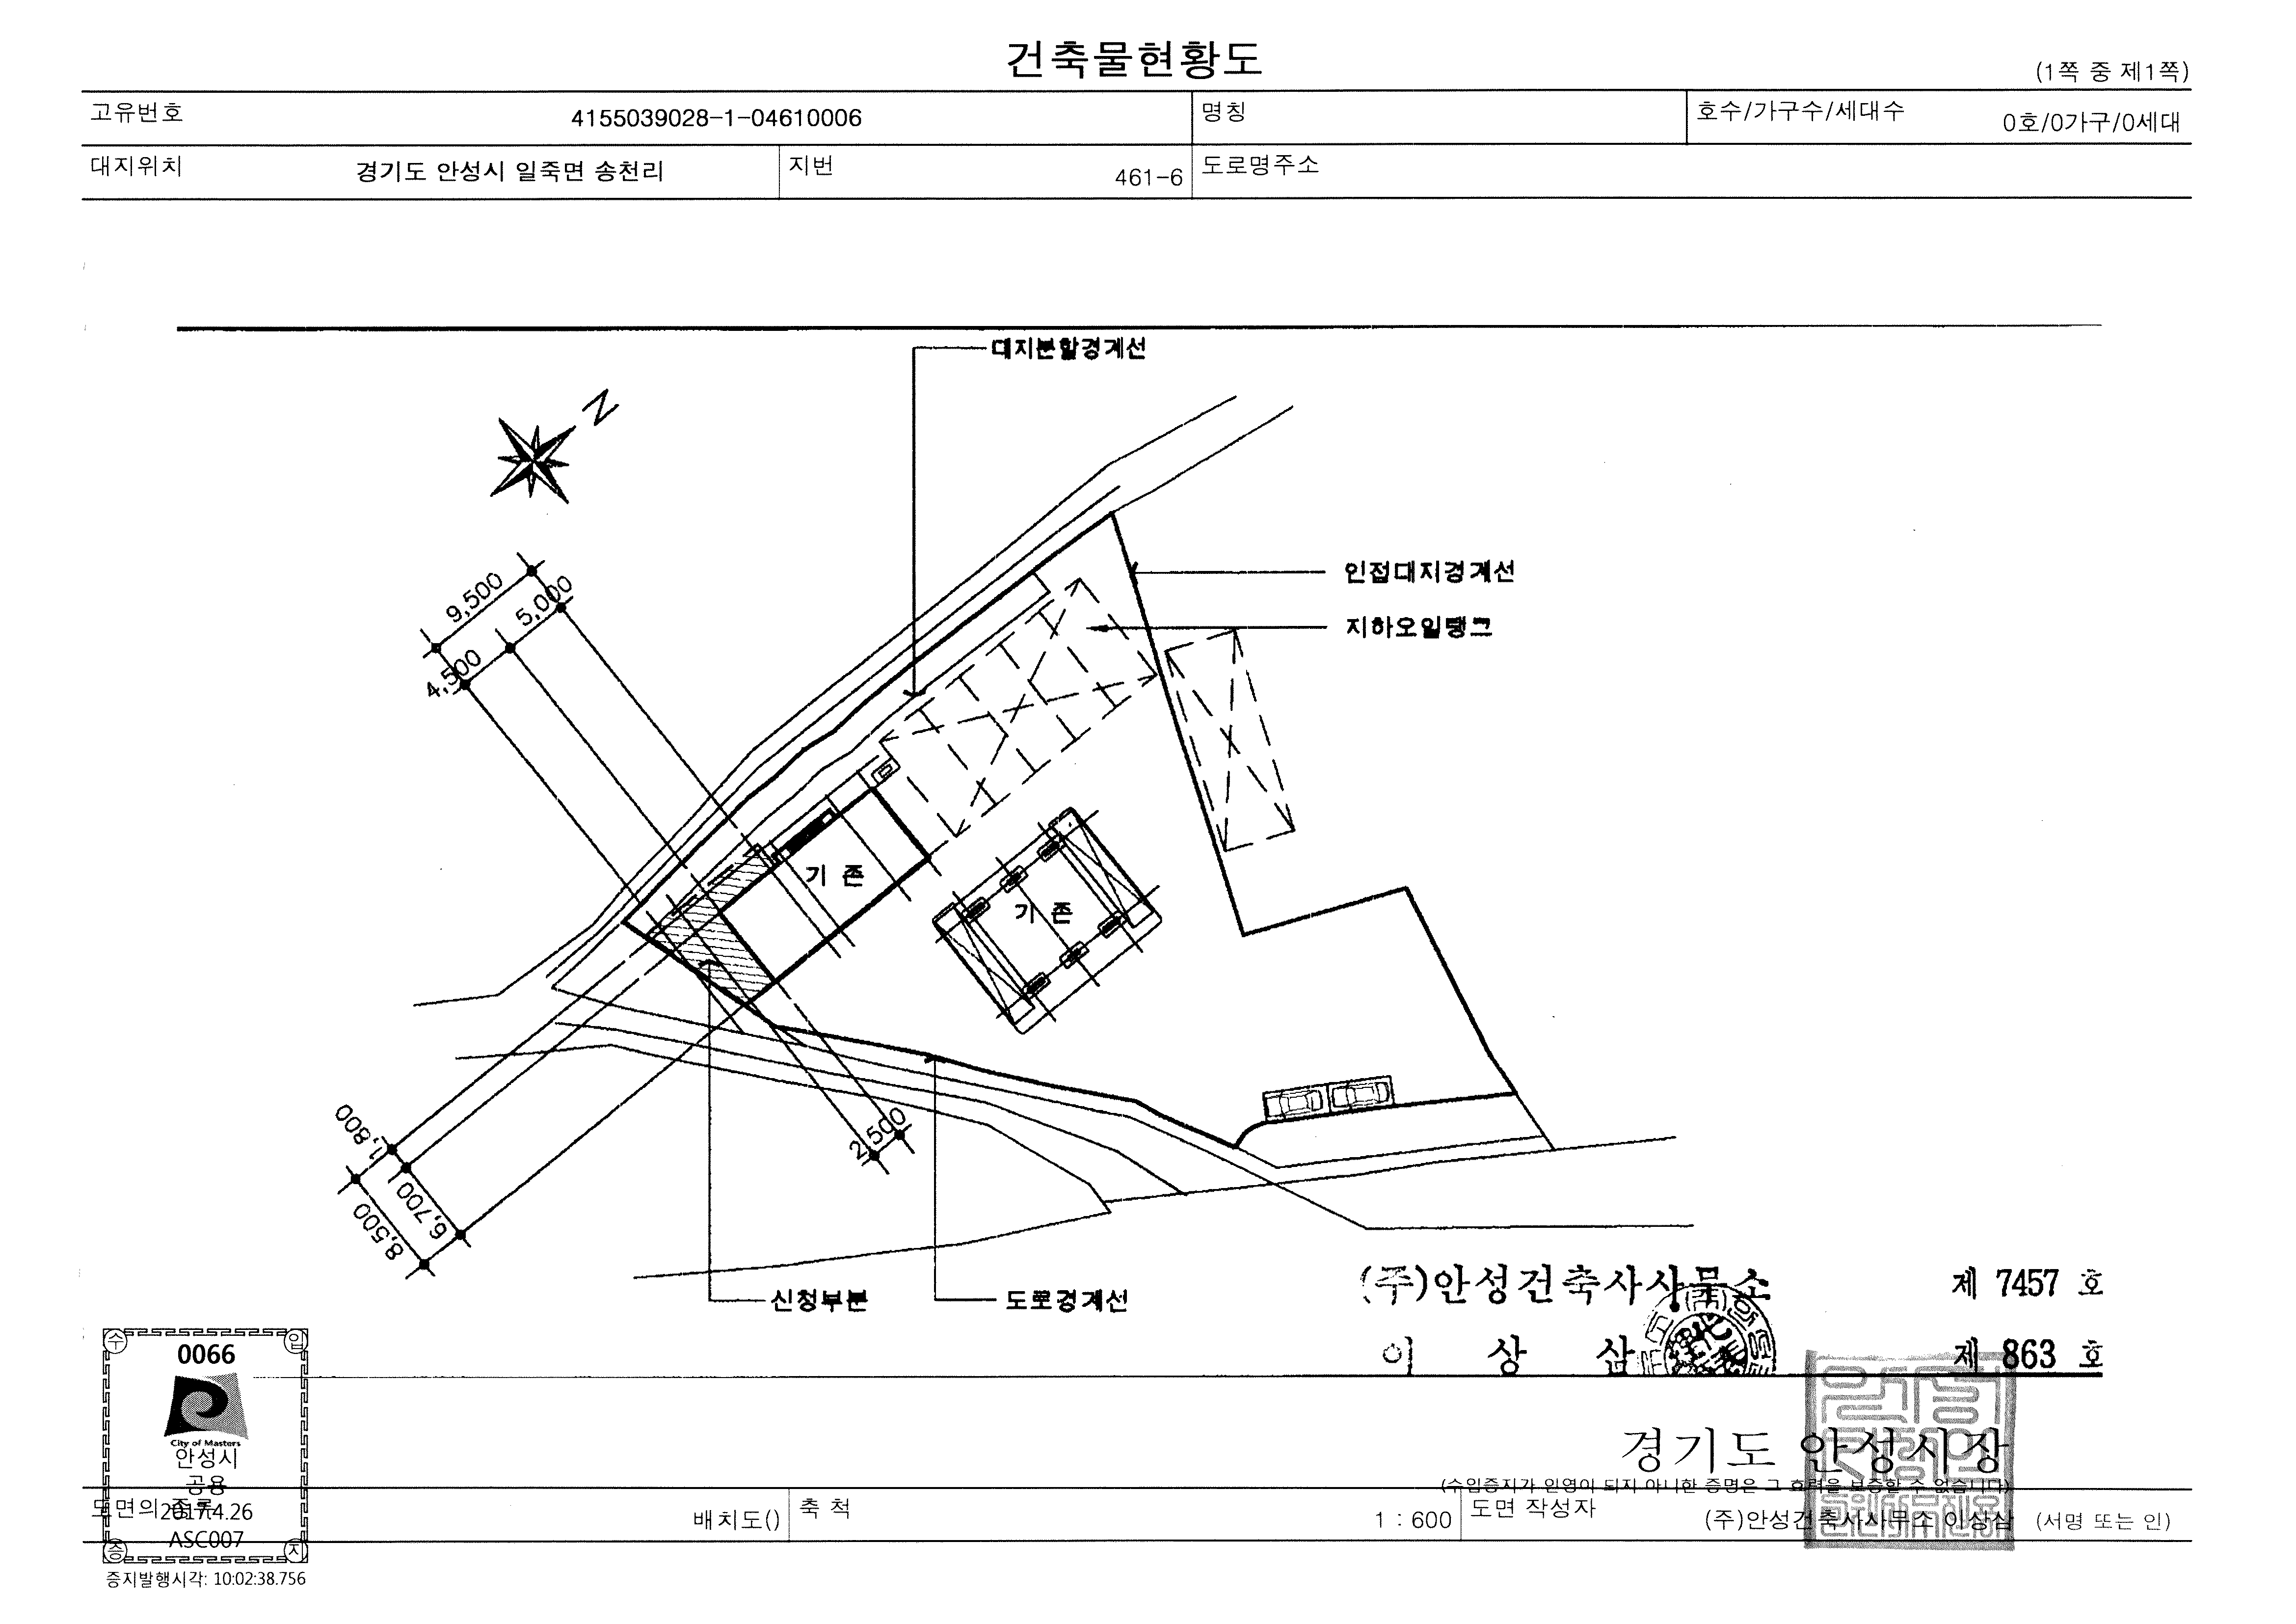 건축물현황도
(1쪽 중 제1쪽)
고유번호 4155039028-1-04610006 명칭 호수/가구수/세대수 0호/0가구/0세대
대지위치 경기도 안성시 일죽면 송천리 지번 461-6 도로명주소
대지분할경계선
N
인접대지경계선
지하오일탱크
9,500
5,000
4,500
기 존
기 존
2,500
1,800
6,700
8,500
신청부분
도로경계선
(주)안성건축사사무소 제 7457 호
이 상 삼 제 863 호
수 입
0066
City of Masters
안성시
공용
2017.4.26
ASC007
증 지
증지발행시각: 10:02:38.756
경기도 안성시장
(수입증지가 인영이 되지 아니한 증명은 그 효력을 보증할 수 없습니다)
도면의 종류 배치도() 축 척 1 : 600 도면 작성자 (주)안성건축사사무소 이상삼 (서명 또는 인)